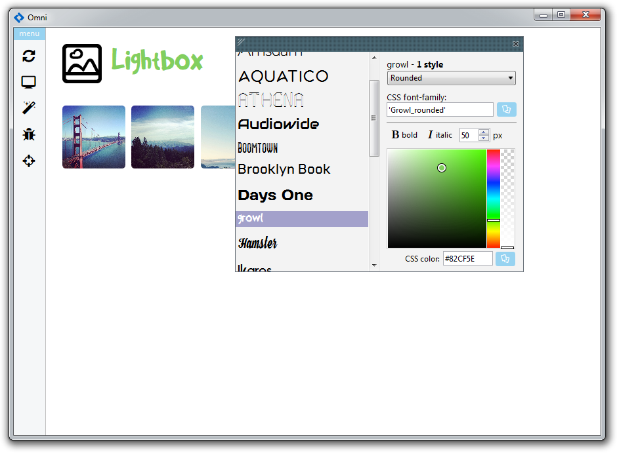 Omni
menu
Lightbox
Amsdam
AQUATICO
ATHENA
Audiowide
BOOMTOWN
Brooklyn Book
Days One
growl
Hamster
Ikaros
growl - 1 style
Rounded
CSS font-family:
'Growl_rounded'
B bold I italic 50 px
CSS color: #82CF5E